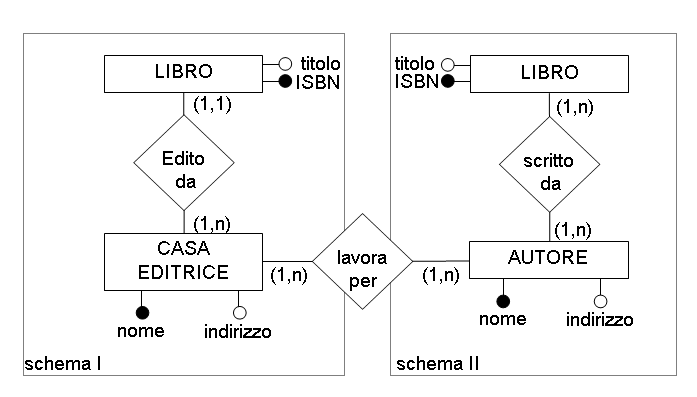 LIBRO
titolo
ISBN
(1,1)
Edito
da
(1,n)
CASA
EDITRICE
nome
indirizzo
schema I
(1,n)
lavora
per
(1,n)
titolo
ISBN
LIBRO
(1,n)
scritto
da
(1,n)
AUTORE
nome
indirizzo
schema II